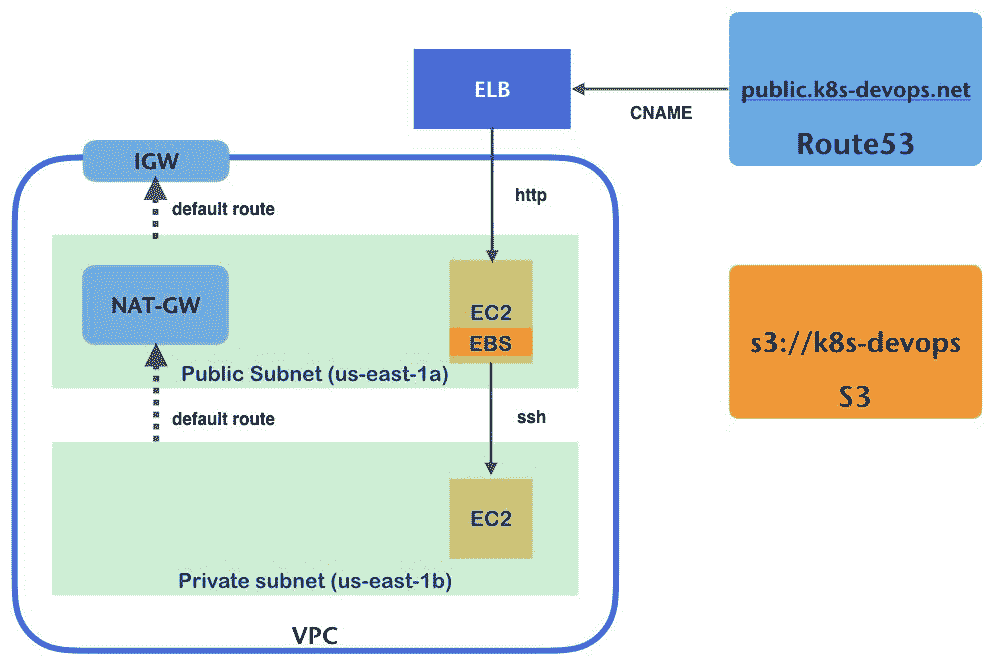 ELB
public.k8s-devops.net
CNAME
Route53
IGW
http
default route
NAT-GW
EC2
EBS
s3://k8s-devops
Public Subnet (us-east-1a)
S3
default route
ssh
EC2
Private subnet (us-east-1b)
VPC